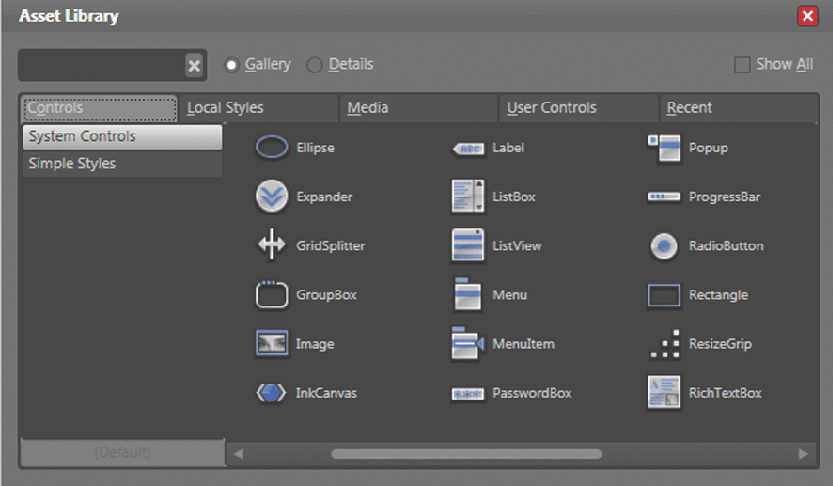 Asset Library
Gallery Details Show All
Controls Local Styles Media User Controls Recent
System Controls
Simple Styles
Ellipse Label Popup
Expander ListBox ProgressBar
GridSplitter ListView RadioButton
GroupBox Menu Rectangle
Image MenuItem ResizeGrip
InkCanvas PasswordBox RichTextBox
(Default)